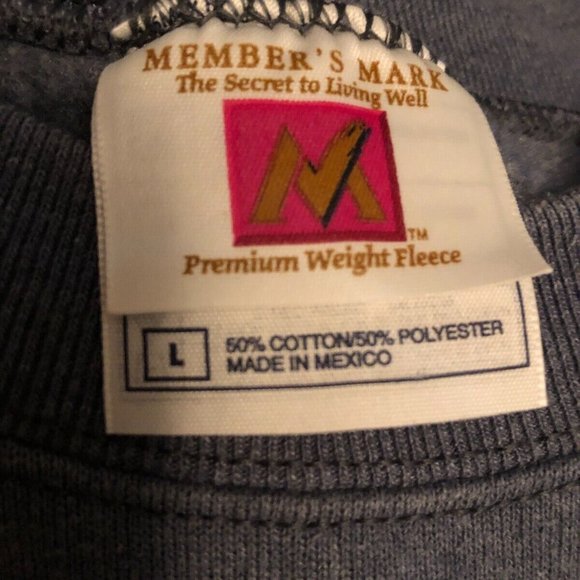 MEMBER'S MARK
The Secret to Living Well
M
TM
Premium Weight Fleece
L
50% COTTON/50% POLYESTER
MADE IN MEXICO